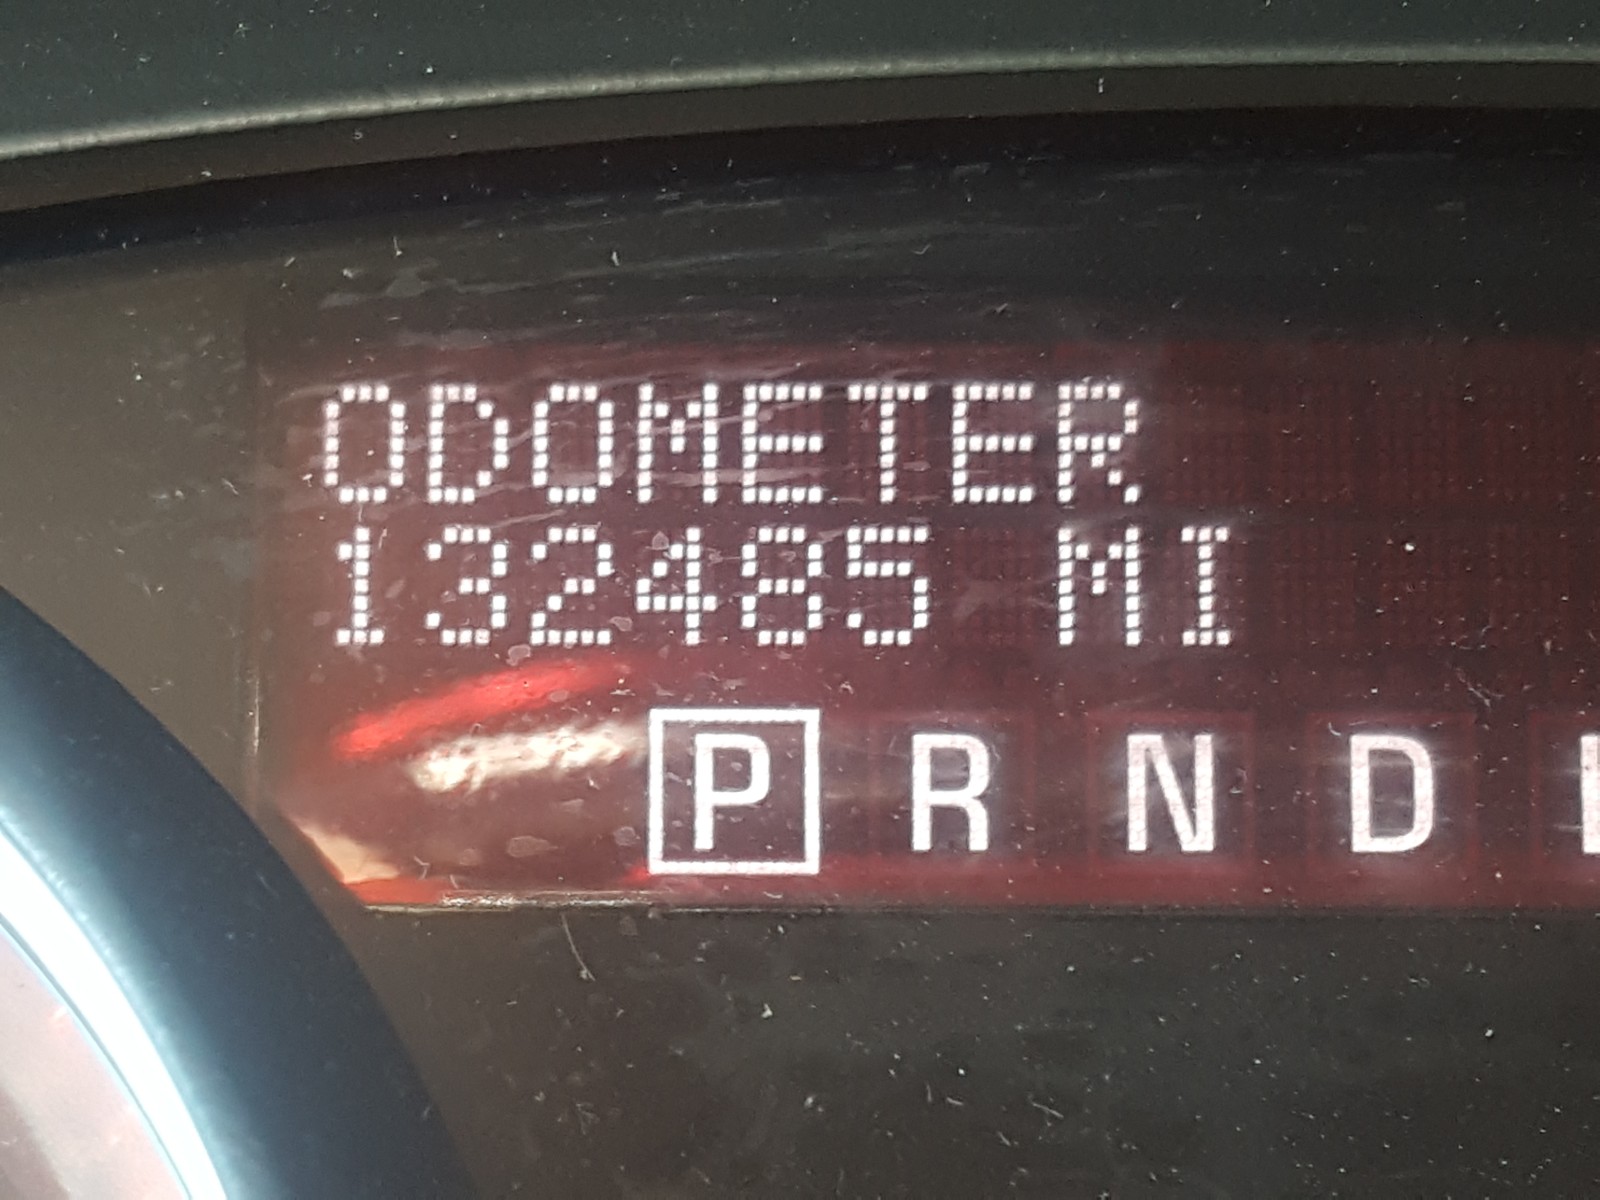 ODOMETER
132485 MI
P R N D